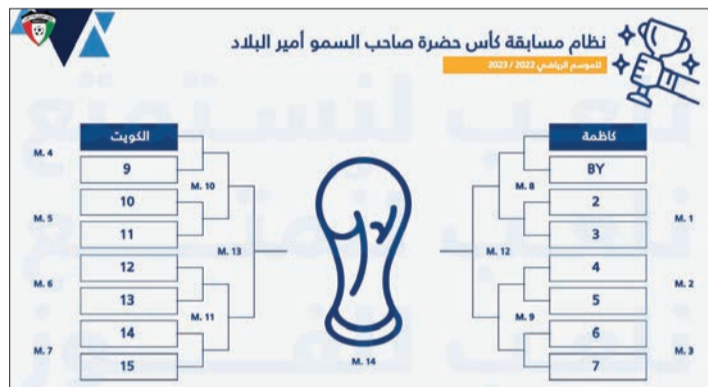 نظام مسابقة كأس حضرة صاحب السمو أمير البلاد
للموسم الرياضي 2022 / 2023
كاظمة
BY
2
3
4
5
6
7
M. 1
M. 2
M. 3
M. 8
M. 9
M. 12
M. 14
M. 13
M. 10
M. 11
الكويت
9
10
11
12
13
14
15
M. 4
M. 5
M. 6
M. 7